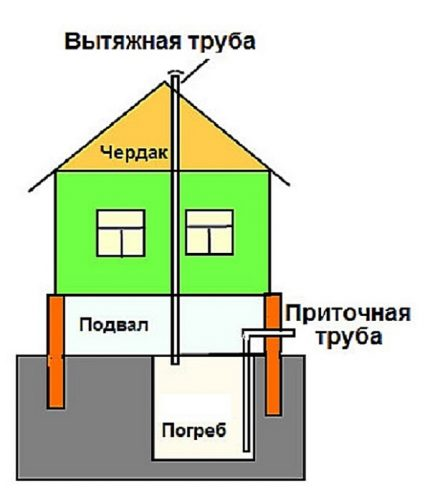 Вытяжная труба
Чердак
Приточная
труба
Подвал
Погреб